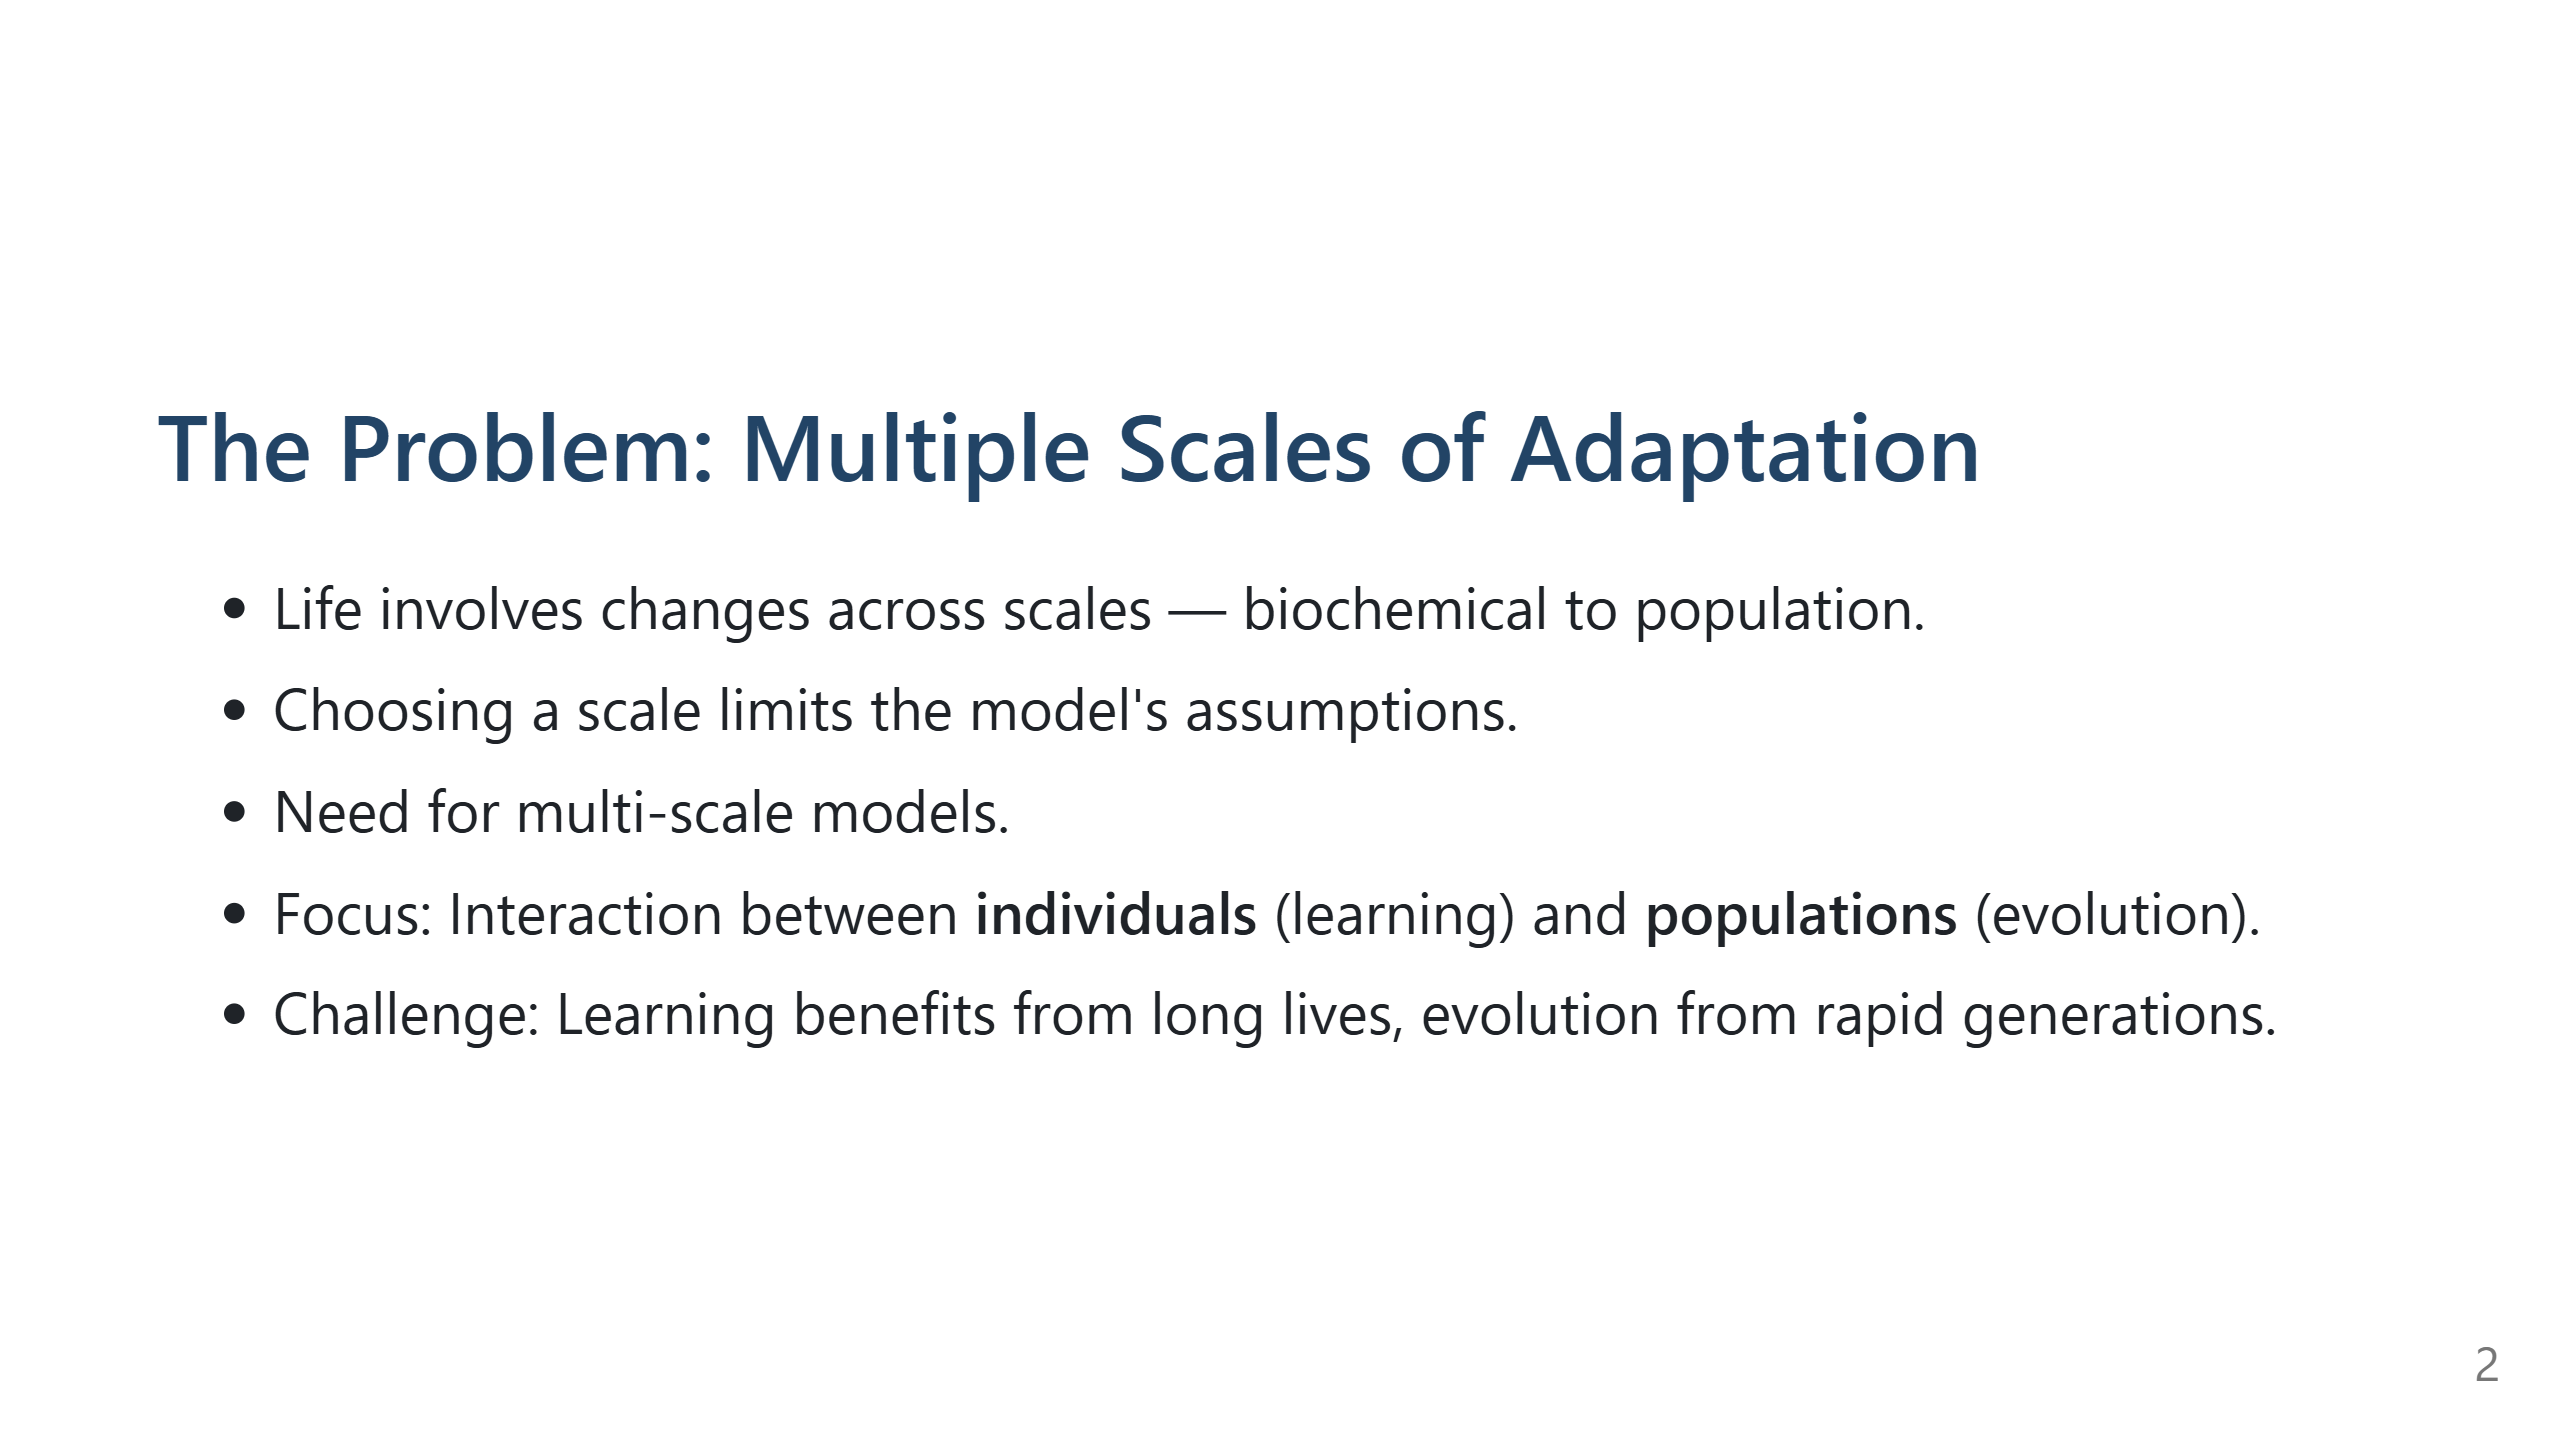 The Problem: Multiple Scales of Adaptation
• Life involves changes across scales — biochemical to population.
• Choosing a scale limits the model's assumptions.
• Need for multi-scale models.
• Focus: Interaction between individuals (learning) and populations (evolution).
• Challenge: Learning benefits from long lives, evolution from rapid generations.
2